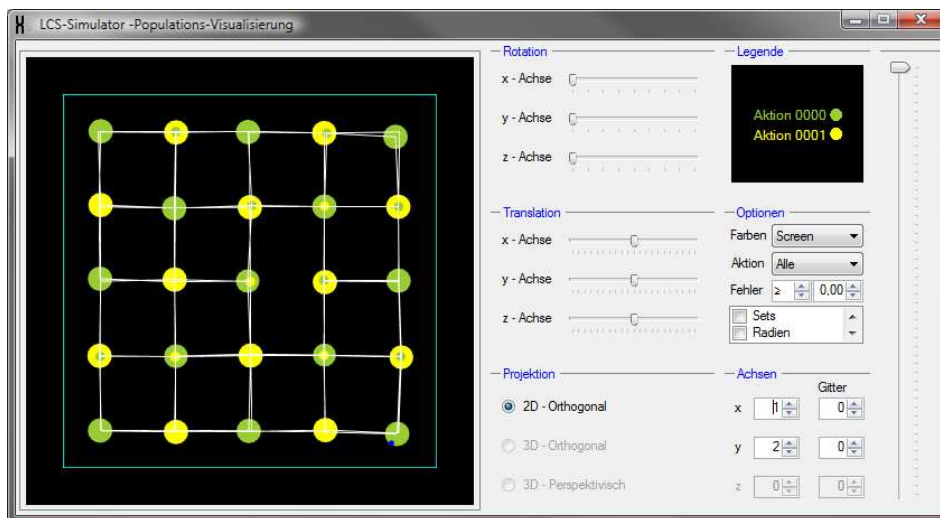 LCS-Simulator -Populations-Visualisierung
Rotation
x - Achse
y - Achse
z - Achse
Legende
Aktion 0000
Aktion 0001
Translation
x - Achse
y - Achse
z - Achse
Optionen
Farben Screen
Aktion Alle
Fehler ≥ 0,00
Sets
Radien
Projektion
2D - Orthogonal
3D - Orthogonal
3D - Perspektivisch
Achsen
Gitter
x 1 0
y 2 0
z 0 0